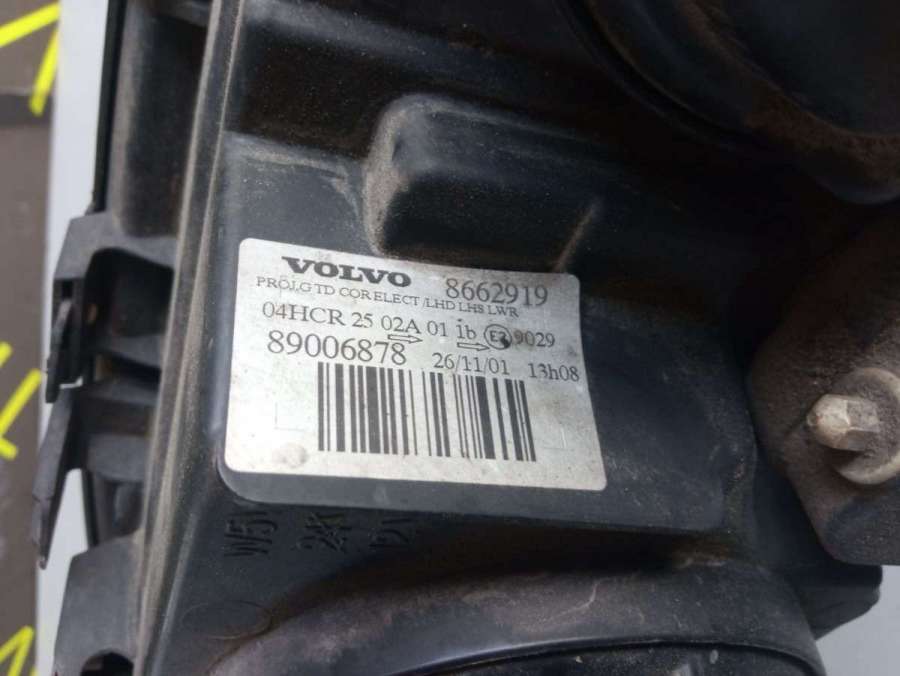 VOLVO 8662919
PROJ.G TD COR ELECT /LHD LHS LWR
04HCR 25 02A 01 ib E2 9029
89006878 26/11/01 13h08